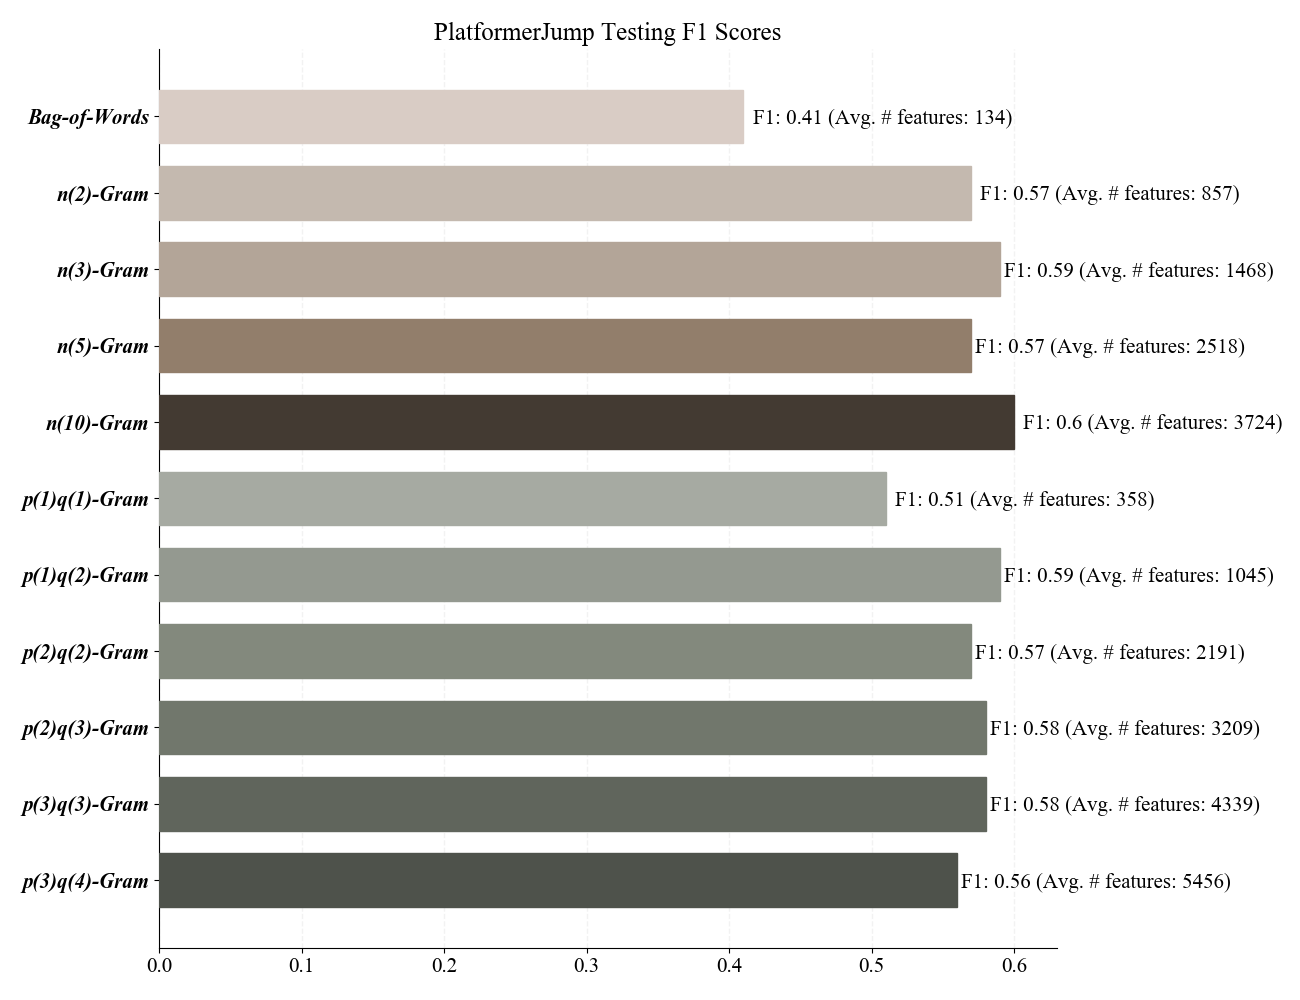 PlatformerJump Testing F1 Scores
Bag-of-Words F1: 0.41 (Avg. # features: 134)
n(2)-Gram F1: 0.57 (Avg. # features: 857)
n(3)-Gram F1: 0.59 (Avg. # features: 1468)
n(5)-Gram F1: 0.57 (Avg. # features: 2518)
n(10)-Gram F1: 0.6 (Avg. # features: 3724)
p(1)q(1)-Gram F1: 0.51 (Avg. # features: 358)
p(1)q(2)-Gram F1: 0.59 (Avg. # features: 1045)
p(2)q(2)-Gram F1: 0.57 (Avg. # features: 2191)
p(2)q(3)-Gram F1: 0.58 (Avg. # features: 3209)
p(3)q(3)-Gram F1: 0.58 (Avg. # features: 4339)
p(3)q(4)-Gram F1: 0.56 (Avg. # features: 5456)
0.0 0.1 0.2 0.3 0.4 0.5 0.6